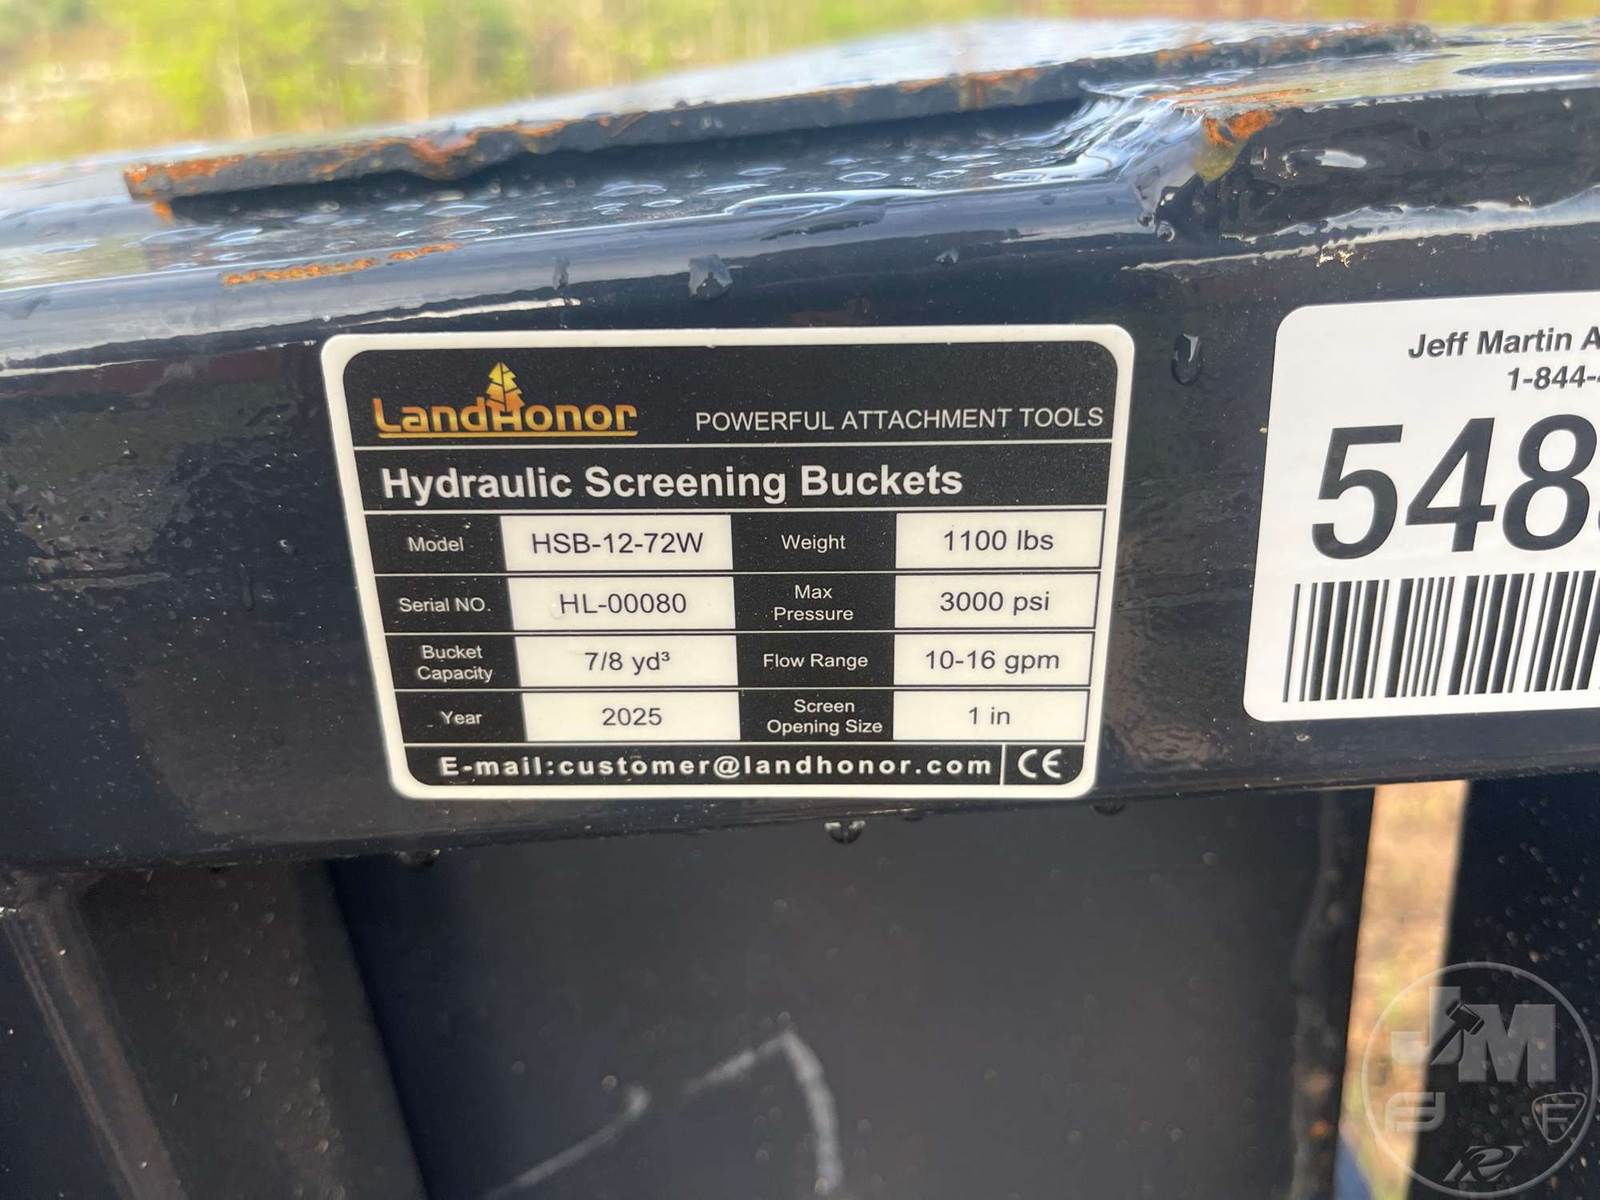 LandHonor
POWERFUL ATTACHMENT TOOLS
Hydraulic Screening Buckets
Model HSB-12-72W Weight 1100 lbs
Serial NO. HL-00080 Max Pressure 3000 psi
Bucket Capacity 7/8 yd³ Flow Range 10-16 gpm
Year 2025 Screen Opening Size 1 in
E-mail:customer@landhonor.com CE
Jeff Martin
1-844-
548
JM